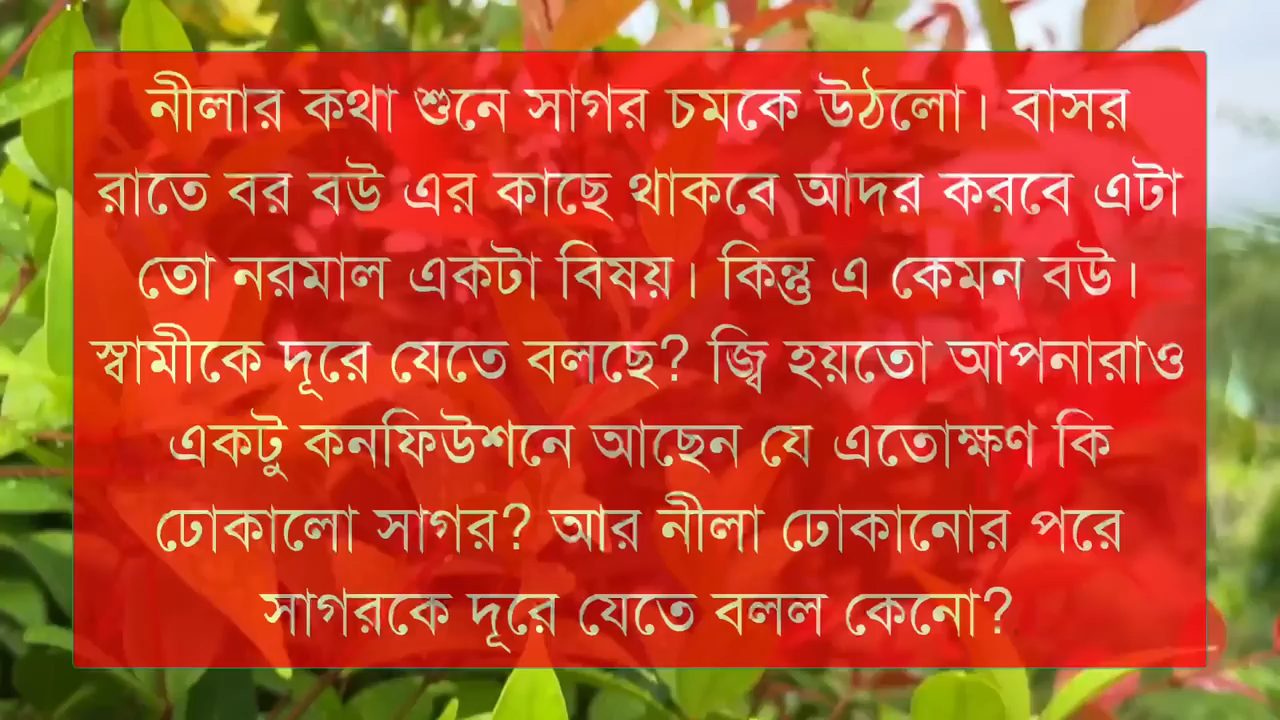 নীলার কথা শুনে সাগর চমকে উঠলো। বাসর
রাতে বর বউ এর কাছে থাকবে আদর করবে এটা
তো নরমাল একটা বিষয়। কিন্তু এ কেমন বউ।
স্বামীকে দূরে যেতে বলছে? জ্বি হয়তো আপনারাও
একটু কনফিউশনে আছেন যে এতোক্ষণ কি
ঢোকালো সাগর? আর নীলা ঢোকানোর পরে
সাগরকে দূরে যেতে বলল কেনো?